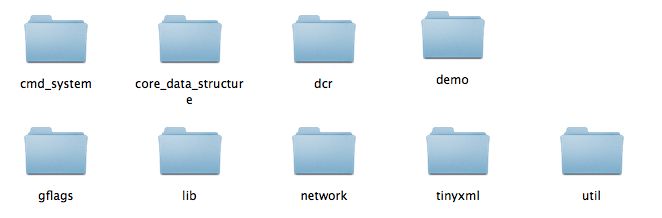 cmd_system
core_data_structur
e
dcr
demo
gflags
lib
network
tinyxml
util